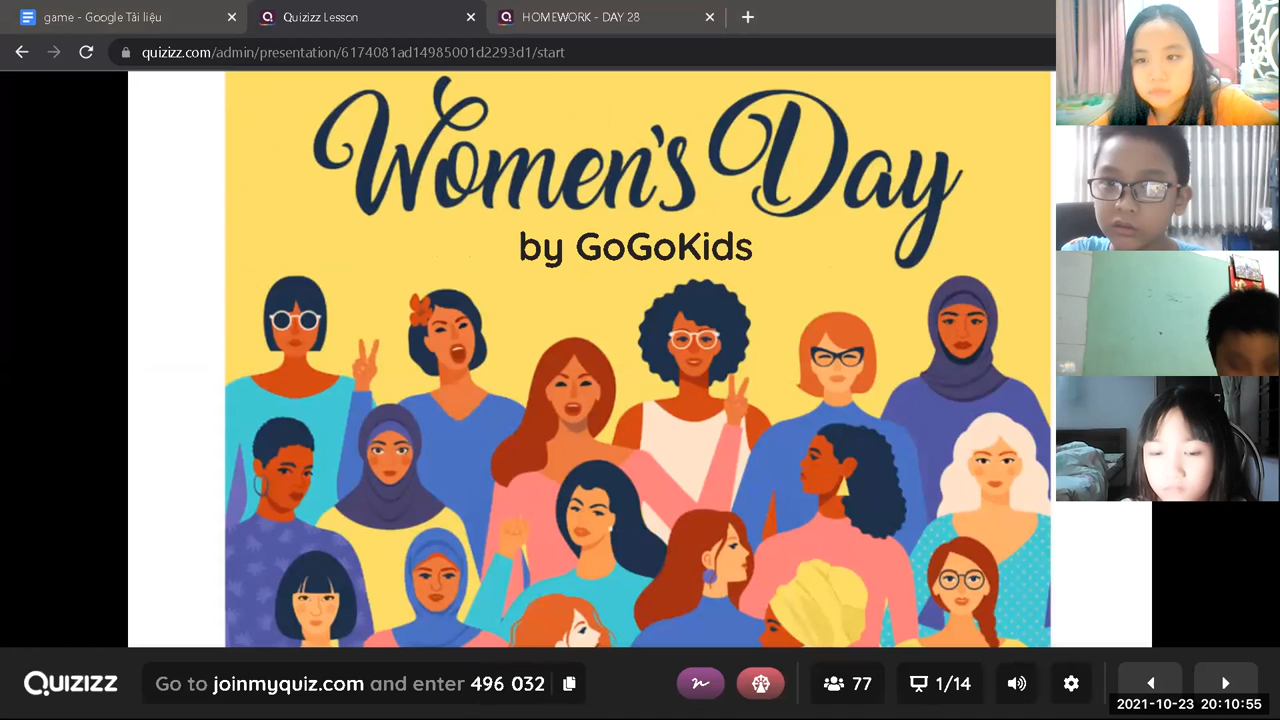 game - Google Tài liệu
Quizizz Lesson
HOMEWORK - DAY 28
quizizz.com/admin/presentation/6174081ad14985001d2293d1/start
Women's Day
by GoGoKids
QUIZIZZ
Go to joinmyquiz.com and enter 496 032
77
1/14
2021-10-23 20:10:55